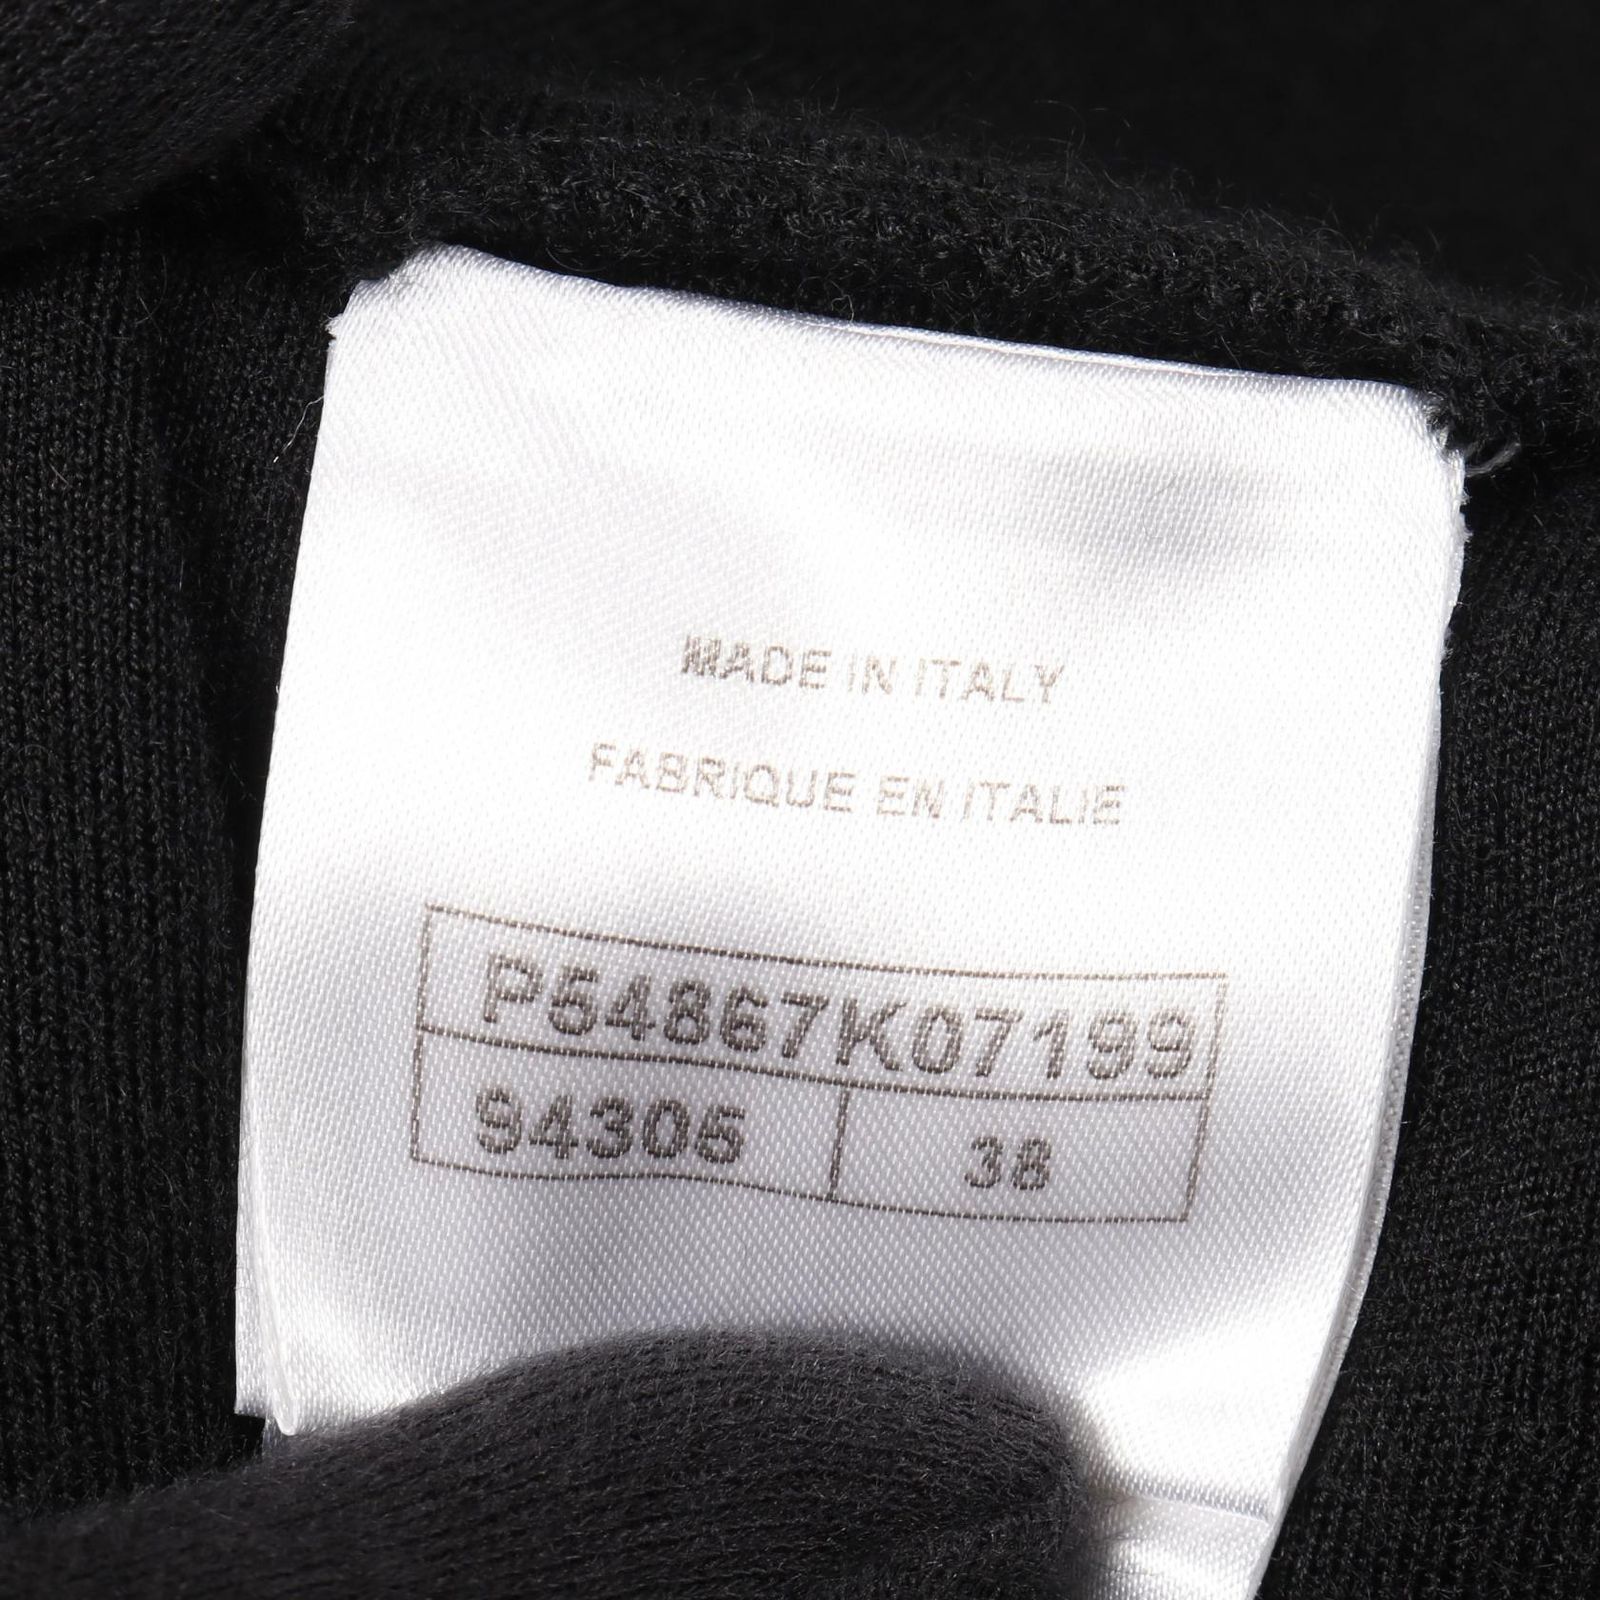 MADE IN ITALY
FABRIQUE EN ITALIE
P54867K07199
94305 38